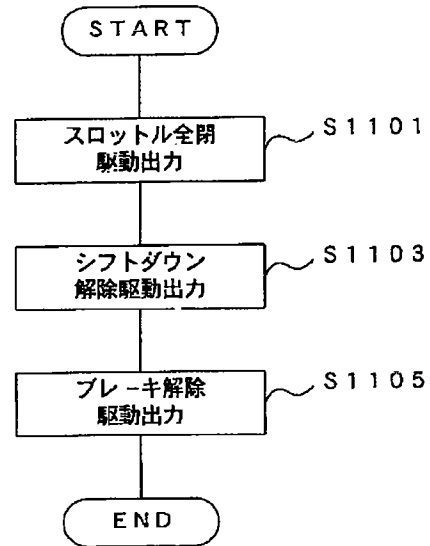 START
スロットル全閉
駆動出力
S1101
シフトダウン
解除駆動出力
S1103
ブレーキ解除
駆動出力
S1105
END